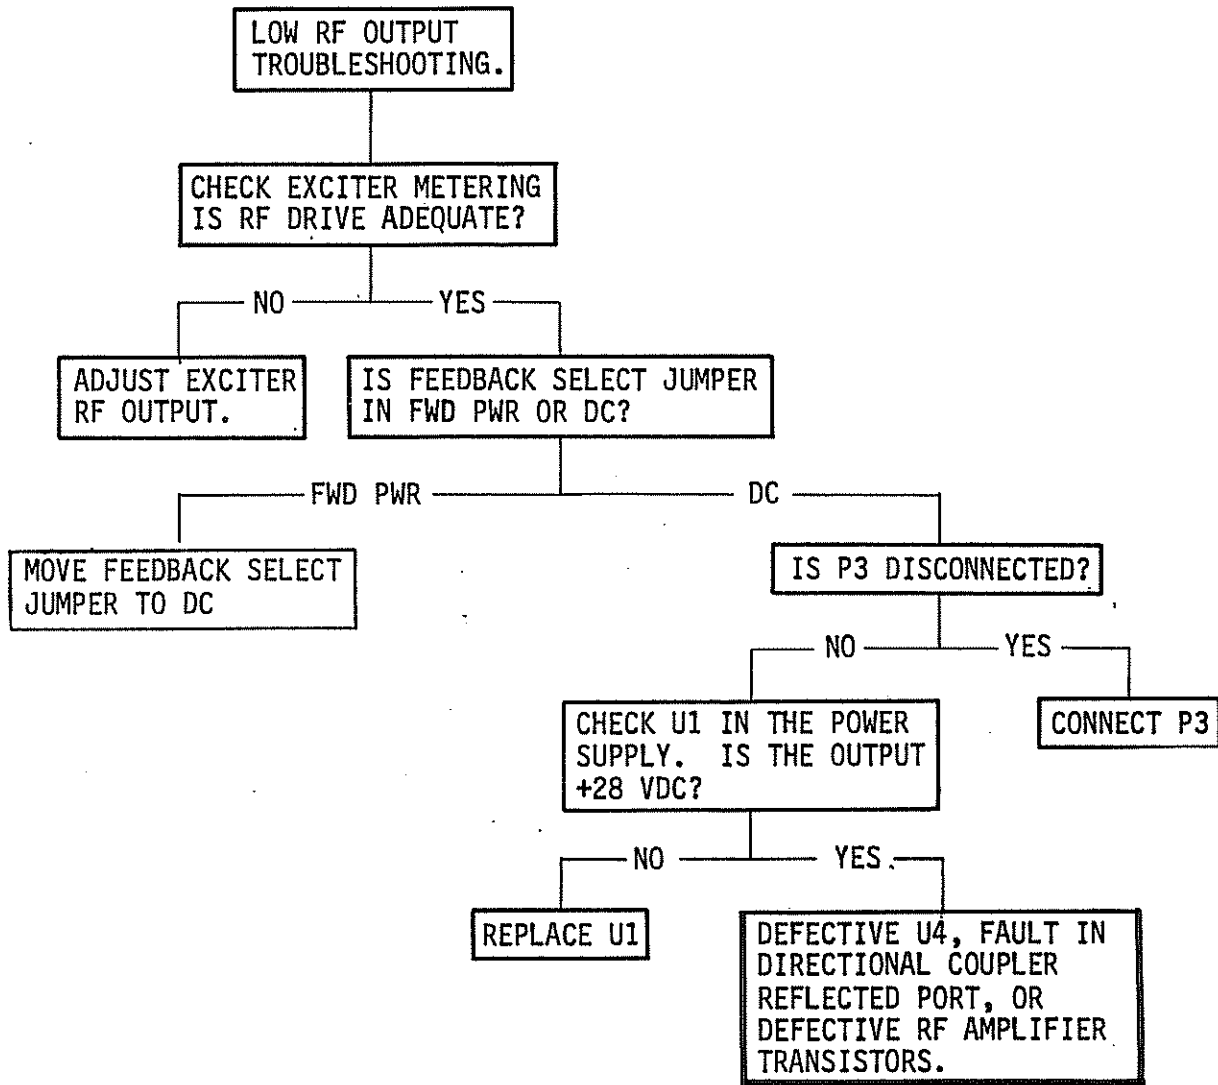 LOW RF OUTPUT
TROUBLESHOOTING.
CHECK EXCITER METERING
IS RF DRIVE ADEQUATE?
NO
YES
ADJUST EXCITER
RF OUTPUT.
IS FEEDBACK SELECT JUMPER
IN FWD PWR OR DC?
FWD PWR
DC
MOVE FEEDBACK SELECT
JUMPER TO DC
IS P3 DISCONNECTED?
NO
YES
CHECK U1 IN THE POWER
SUPPLY. IS THE OUTPUT
+28 VDC?
CONNECT P3
NO
YES
REPLACE U1
DEFECTIVE U4, FAULT IN
DIRECTIONAL COUPLER
REFLECTED PORT, OR
DEFECTIVE RF AMPLIFIER
TRANSISTORS.